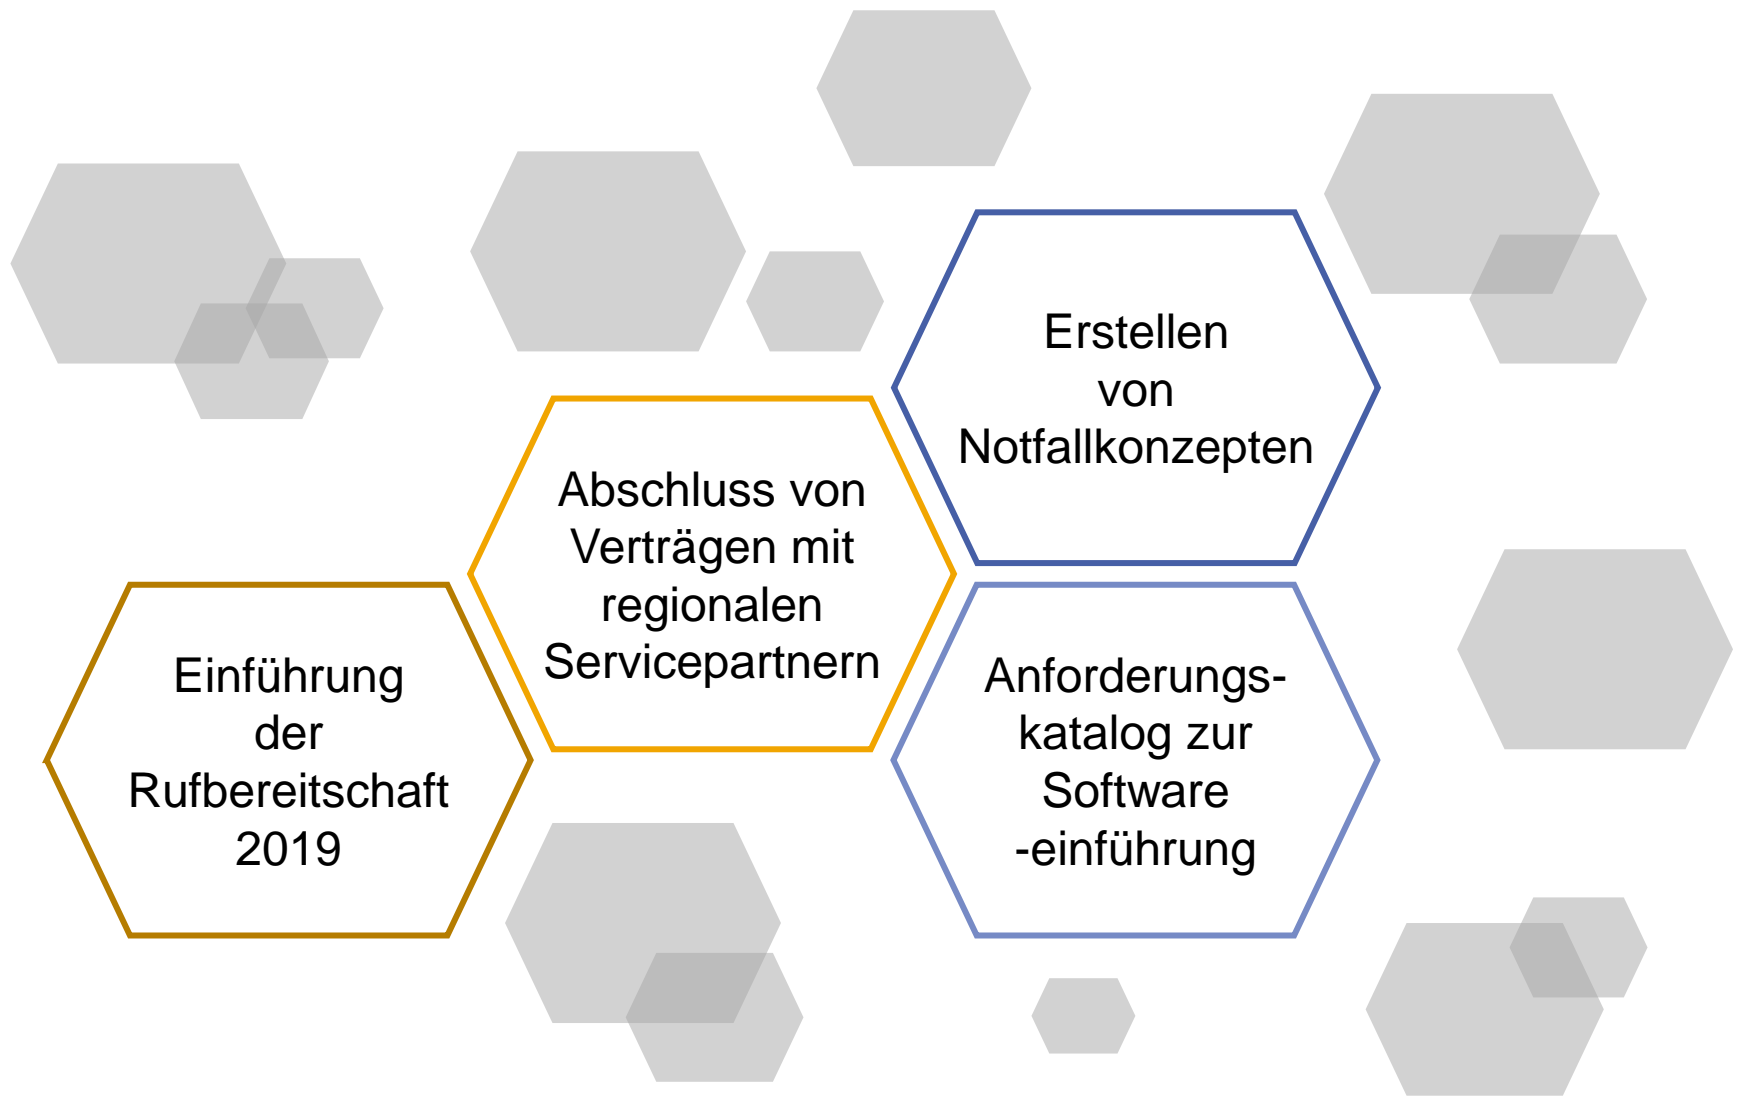 Einführung
der
Rufbereitschaft
2019
Abschluss von
Verträgen mit
regionalen
Servicepartnern
Erstellen
von
Notfallkonzepten
Anforderungs-
katalog zur
Software
-einführung